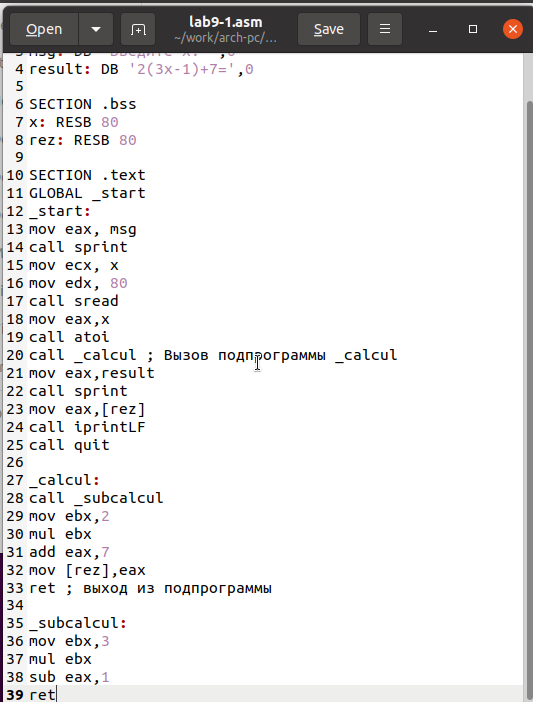 Open
lab9-1.asm
~/work/arch-pc/...
Save
4 result: DB '2(3x-1)+7=',0
5
6 SECTION .bss
7 x: RESB 80
8 rez: RESB 80
9
10 SECTION .text
11 GLOBAL _start
12 _start:
13 mov eax, msg
14 call sprint
15 mov ecx, x
16 mov edx, 80
17 call sread
18 mov eax,x
19 call atoi
20 call _calcul ; Вызов подпрограммы _calcul
21 mov eax,result
22 call sprint
23 mov eax,[rez]
24 call iprintLF
25 call quit
26
27 _calcul:
28 call _subcalcul
29 mov ebx,2
30 mul ebx
31 add eax,7
32 mov [rez],eax
33 ret ; выход из подпрограммы
34
35 _subcalcul:
36 mov ebx,3
37 mul ebx
38 sub eax,1
39 ret